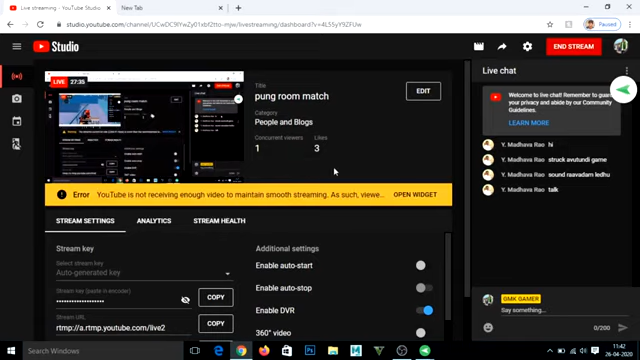 Live streaming - YouTube Studio
New Tab
studio.youtube.com/channel/
/livestreaming/dashboard?v=4L5SyY9ZFUw
Paused
Studio
END STREAM
LIVE 27:35
Title
pung room match
Category
People and Blogs
Concurrent viewers
Likes
1
3
EDIT
Error YouTube is not receiving enough video to maintain smooth streaming. As such, viewe...
OPEN WIDGET
STREAM SETTINGS
ANALYTICS
STREAM HEALTH
Stream key
Select stream key
Auto-generated key
Stream key (paste in encoder)
COPY
Stream URL
rtmp://a.rtmp.youtube.com/live2
COPY
Additional settings
Enable auto-start
Enable auto-stop
Enable DVR
360° video
Live chat
Welcome to live chat! Remember to guard your privacy and abide by our Community Guidelines.
LEARN MORE
Y. Madhava Rao hi
Y. Madhava Rao struck avutundi game
Y. Madhava Rao sound raavadam ledhu
Y. Madhava Rao talk
GMK GAMER
Say something...
0/200
Search Windows
11:42
26-04-2020